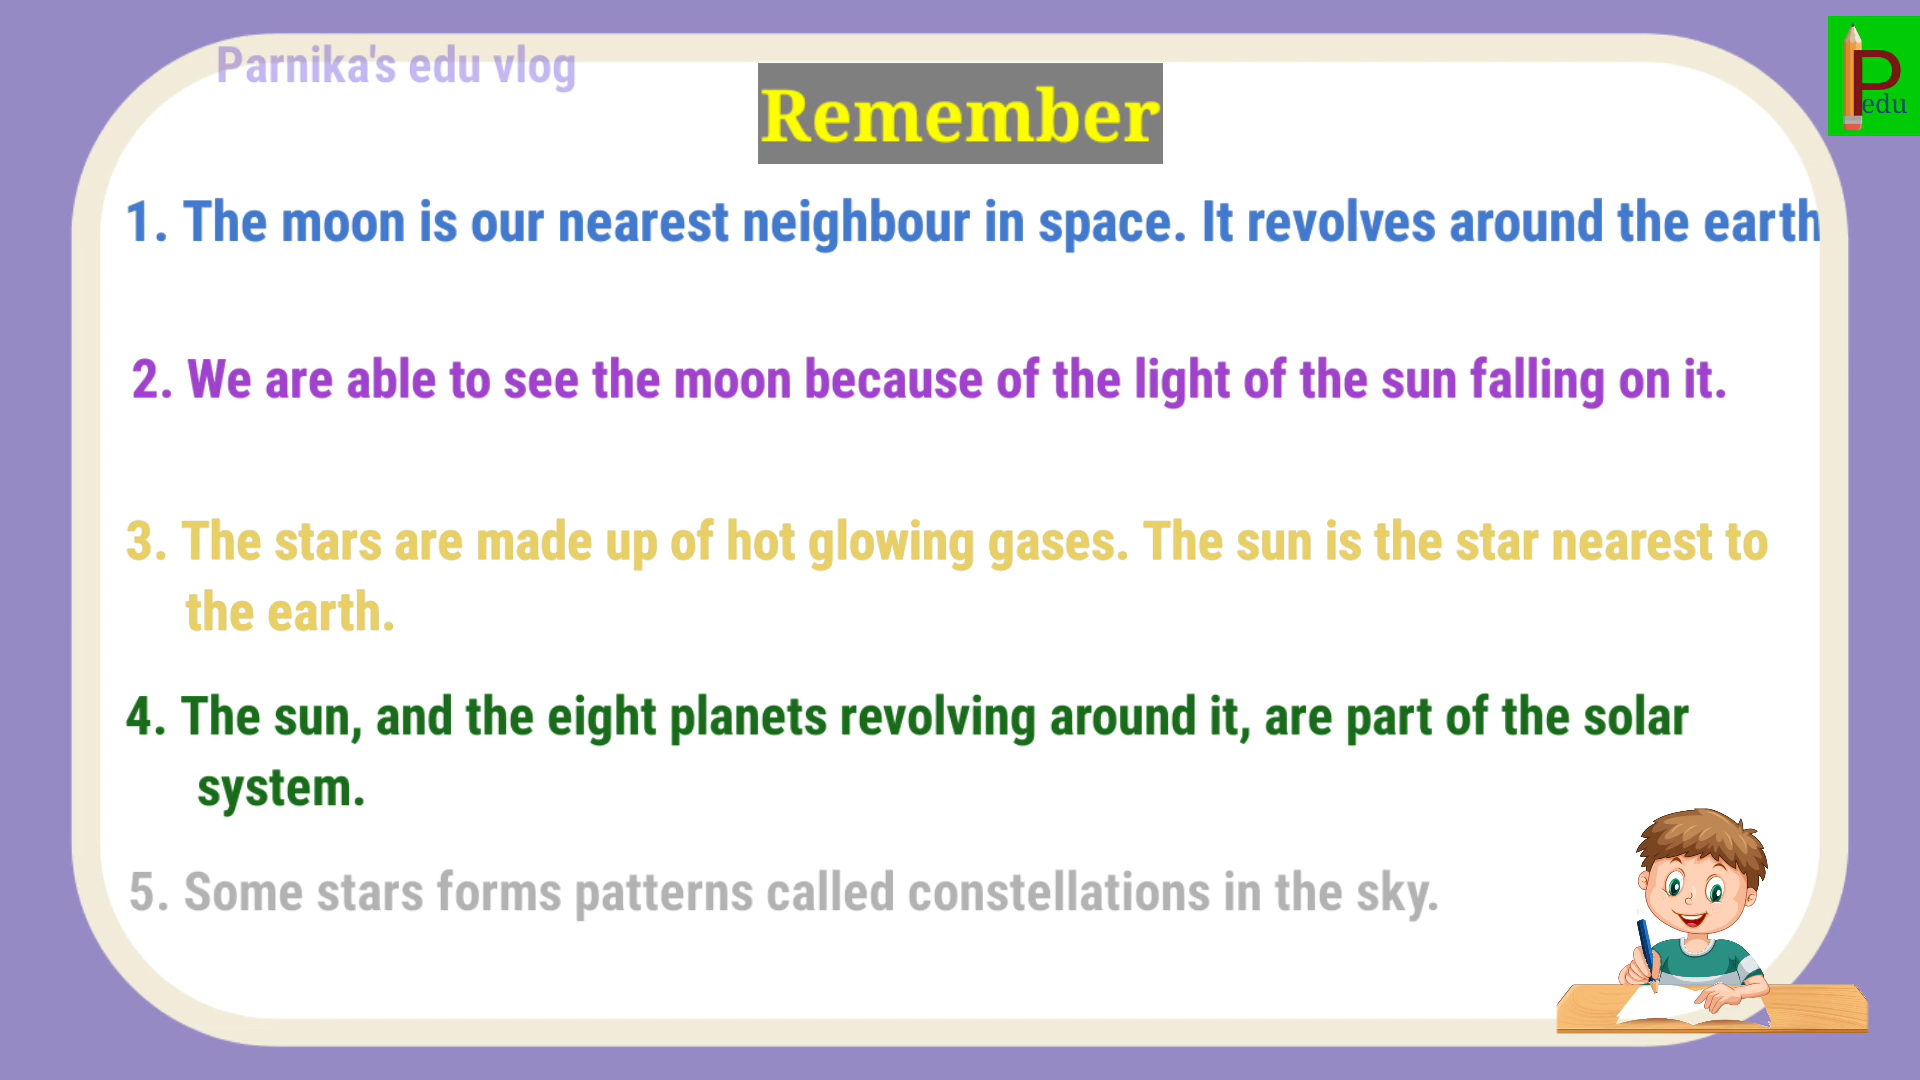 Parnika's edu vlog
P
edu
Remember
1. The moon is our nearest neighbour in space. It revolves around the earth
2. We are able to see the moon because of the light of the sun falling on it.
3. The stars are made up of hot glowing gases. The sun is the star nearest to
the earth.
4. The sun, and the eight planets revolving around it, are part of the solar
system.
5. Some stars forms patterns called constellations in the sky.